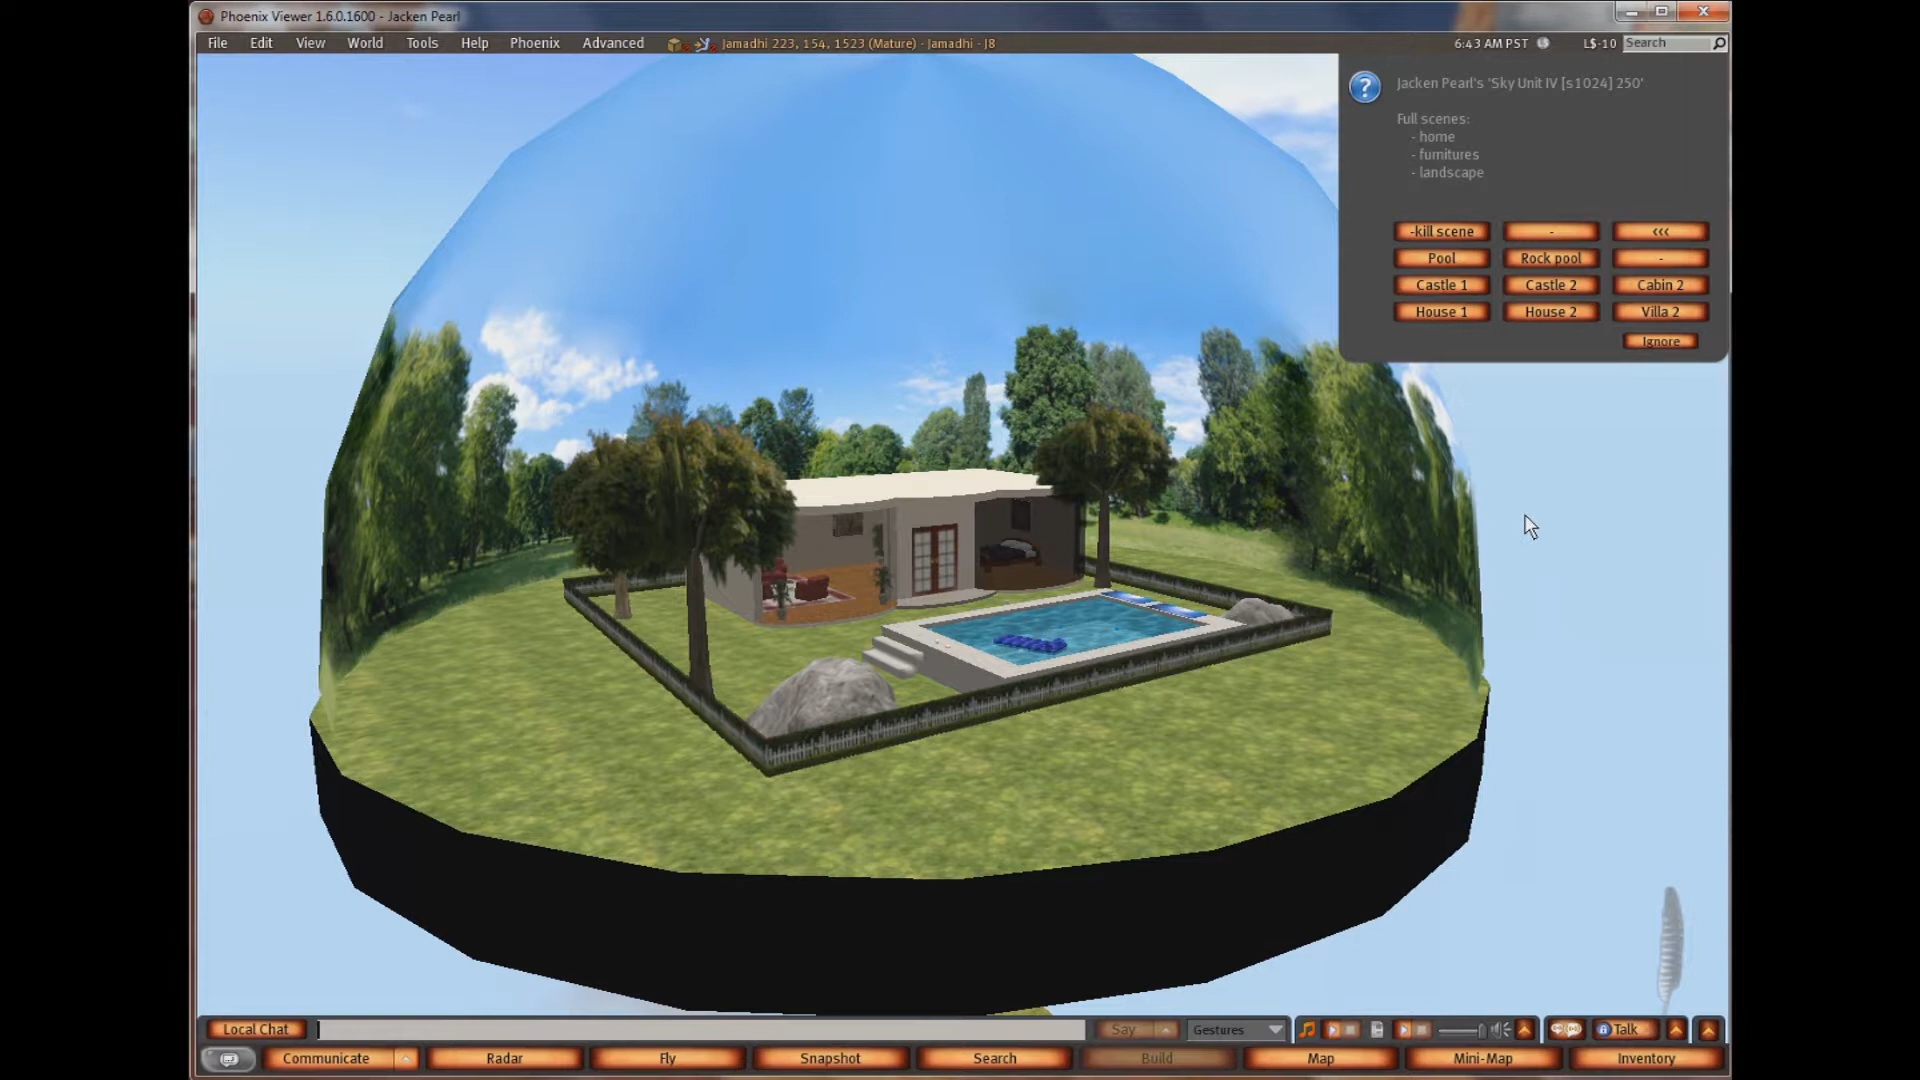 Phoenix Viewer 1.6.0.1600 - Jacken Pearl
File Edit View World Tools Help Phoenix Advanced Jamadhi 223, 154, 1523 (Mature) - Jamadhi - J8 6:43 AM PST L$-10 Search
Jacken Pearl's 'Sky Unit IV [s1024] 250'
Full scenes:
- home
- furnitures
- landscape
-kill scene - <<<
Pool Rock pool -
Castle 1 Castle 2 Cabin 2
House 1 House 2 Villa 2
Ignore
Local Chat Say Gestures Talk
Communicate Radar Fly Snapshot Search Build Map Mini-Map Inventory